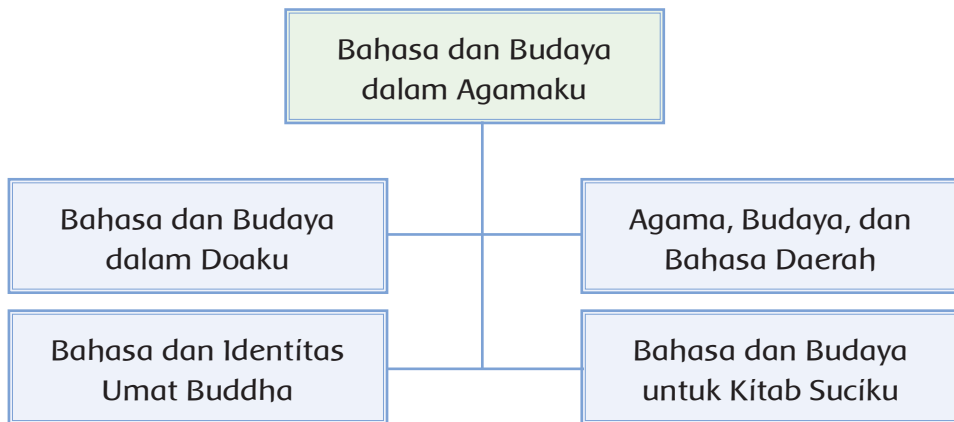 Bahasa dan Budaya
dalam Agamaku
Bahasa dan Budaya
dalam Doaku
Agama, Budaya, dan
Bahasa Daerah
Bahasa dan Identitas
Umat Buddha
Bahasa dan Budaya
untuk Kitab Suciku